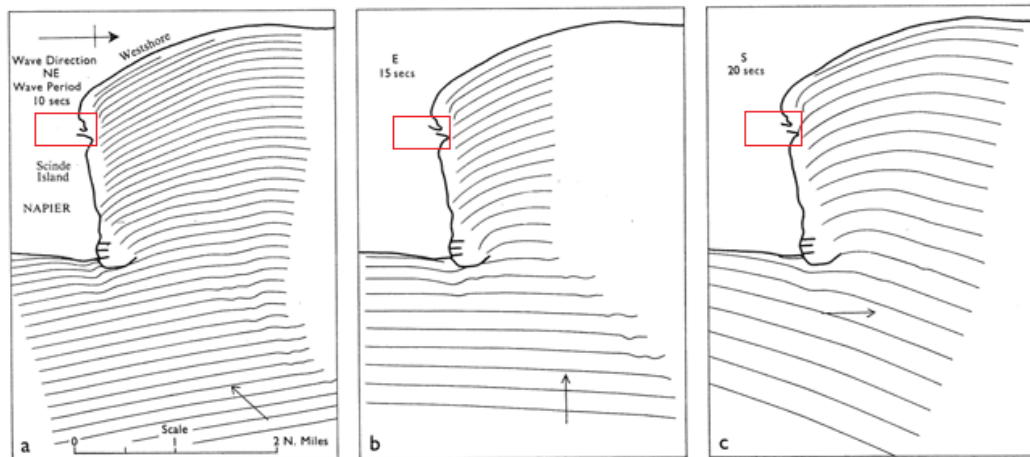 Westshore
Wave Direction
NE
Wave Period
10 secs
Scinde
Island
NAPIER
a
Scale
0
1
2 N. Miles
E
15 secs
b
S
20 secs
c